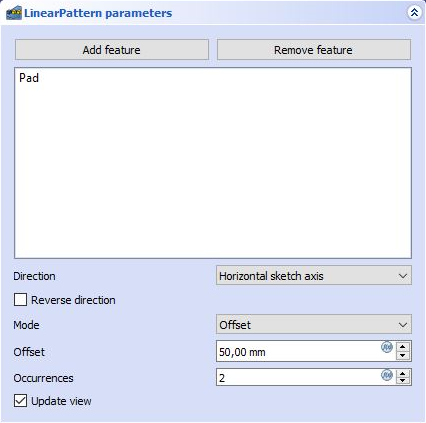 LinearPattern parameters
Add feature Remove feature
Pad
Direction Horizontal sketch axis
Reverse direction
Mode Offset
Offset 50,00 mm
Occurrences 2
Update view